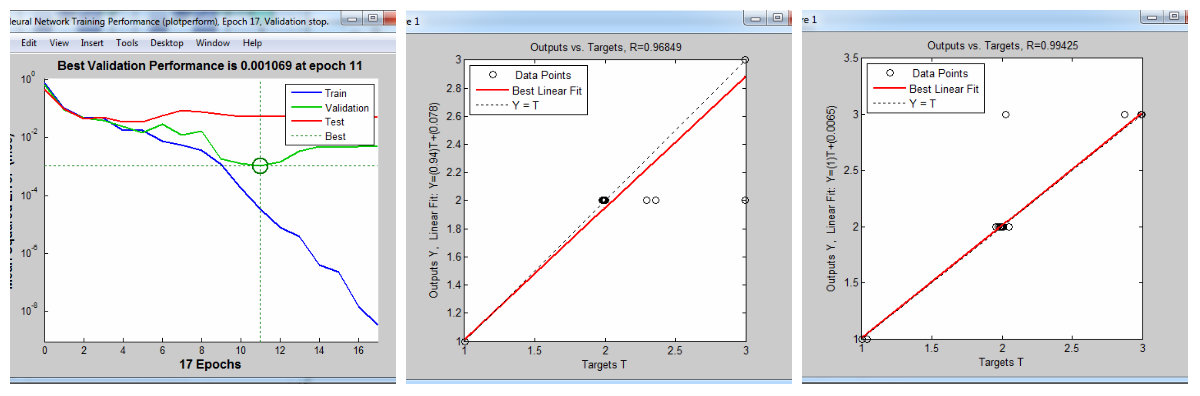 Neural Network Training Performance (plotperform), Epoch 17, Validation stop.
Edit View Insert Tools Desktop Window Help
Best Validation Performance is 0.001069 at epoch 11
Train
Validation
Test
Best
10^0
10^-2
10^-4
10^-6
10^-8
0 2 4 6 8 10 12 14 16
17 Epochs
re 1
Outputs vs. Targets, R=0.96849
Data Points
Best Linear Fit
Y = T
Outputs Y, Linear Fit: Y=(0.94)T+(0.078)
3
2.8
2.6
2.4
2.2
2
1.8
1.6
1.4
1.2
1
1 1.5 2 2.5 3
Targets T
re 1
Outputs vs. Targets, R=0.99425
Data Points
Best Linear Fit
Y = T
Outputs Y, Linear Fit: Y=(1)T+(0.0065)
3.5
3
2.5
2
1.5
1
1 1.5 2 2.5 3
Targets T